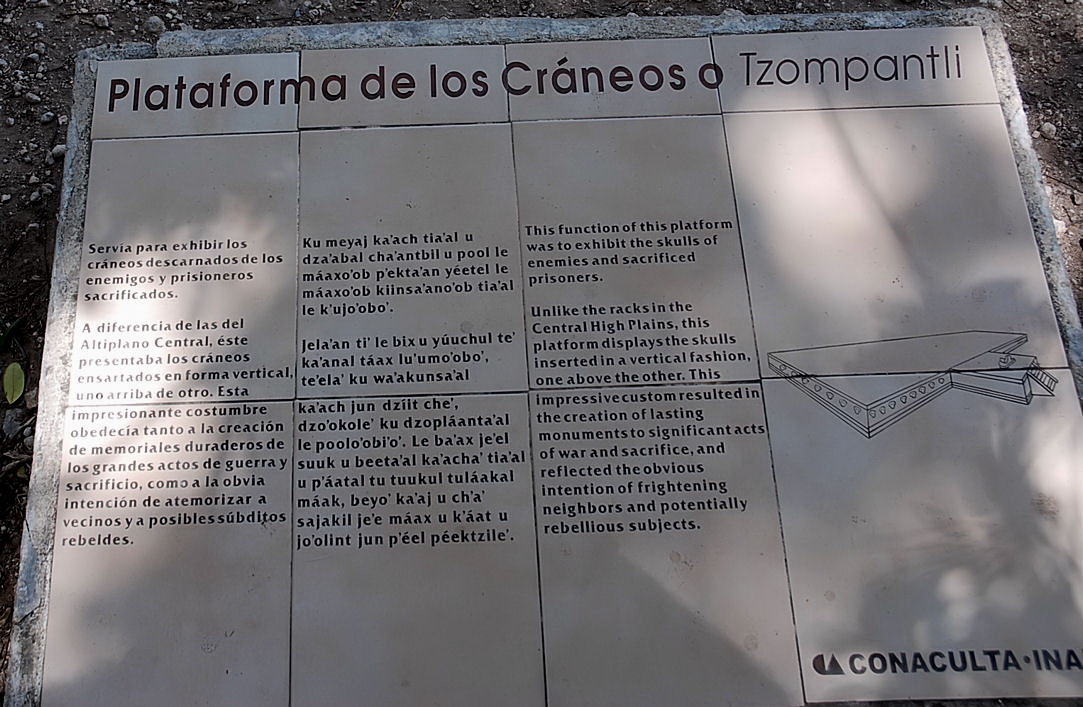 Plataforma de los Cráneos o Tzompantli
Servía para exhibir los
cráneos descarnados de los
enemigos y prisioneros
sacrificados.
A diferencia de las del
Altiplano Central, éste
presentaba los cráneos
ensartados en forma vertical,
uno arriba de otro. Esta
impresionante costumbre
obedecía tanto a la creación
de memoriales duraderos de
los grandes actos de guerra y
sacrificio, como a la obvia
intención de atemorizar a
vecinos y a posibles súbditos
rebeldes.
Ku meyaj ka'ach tia'al u
dza'abal cha'antbil u pool le
máaxo'ob p'ekta'an yéetel le
máaxo'ob kiinsa'ano'ob tia'al
le k'ujo'obo'.
Jela'an ti' le bix u yúuchul te'
ka'anal táax lu'umo'obo',
te'ela' ku wa'akunsa'al
ka'ach jun dzíit che',
dzo'okole' ku dzopláanta'al
le poolo'obi'o'. Le ba'ax je'el
suuk u beeta'al ka'acha' tia'al
u p'áatal tu tuukul tuláakal
máak, beyo' ka'aj u ch'a'
sajakil je'e máax u k'áat u
jo'olint jun p'éel péektzile'.
This function of this platform
was to exhibit the skulls of
enemies and sacrificed
prisoners.
Unlike the racks in the
Central High Plains, this
platform displays the skulls
inserted in a vertical fashion,
one above the other. This
impressive custom resulted in
the creation of lasting
monuments to significant acts
of war and sacrifice, and
reflected the obvious
intention of frightening
neighbors and potentially
rebellious subjects.
CONACULTA·INA